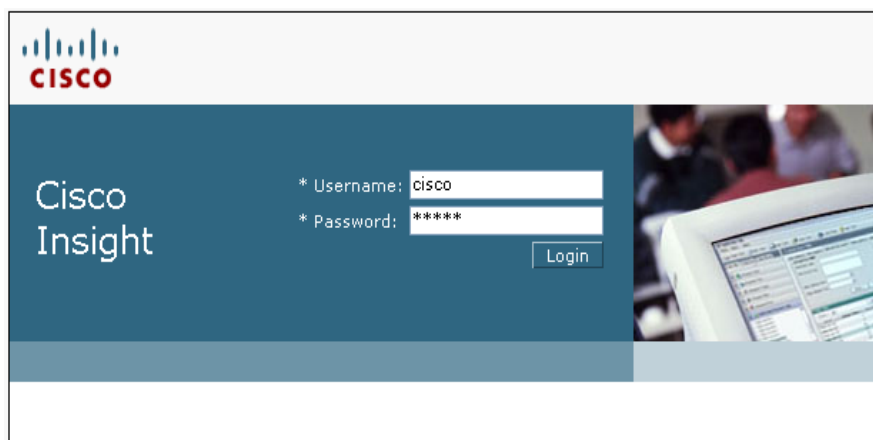 CISCO
Cisco
Insight
* Username: cisco
* Password: *****
Login